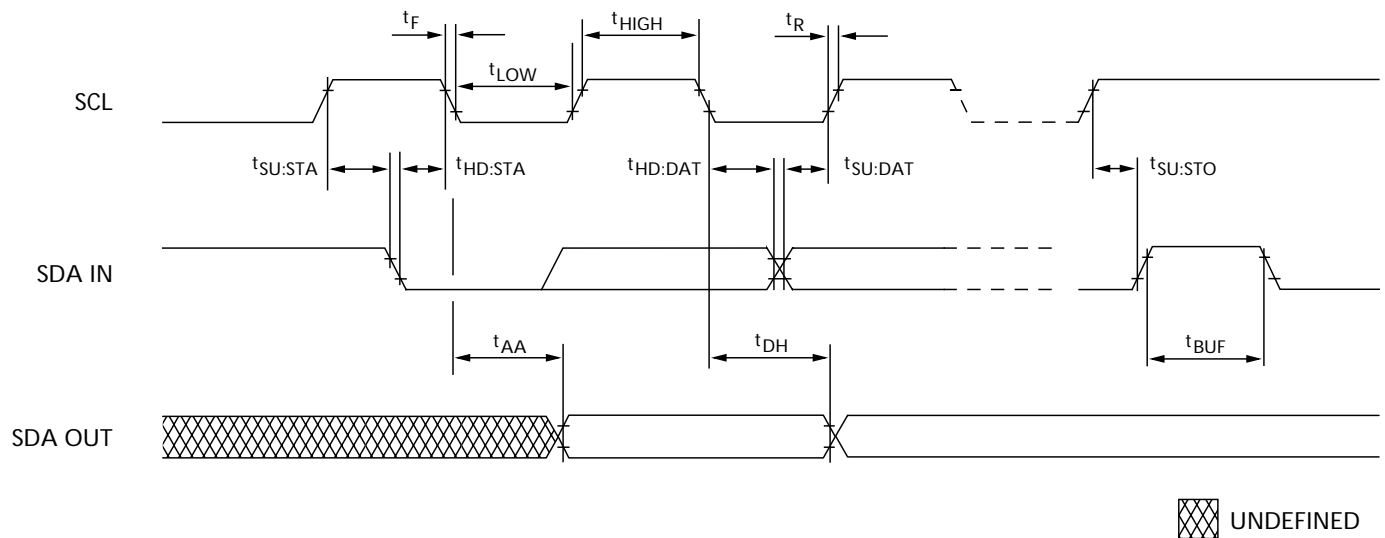 tF
tHIGH
tR
tLOW
SCL
tSU:STA
tHD:STA
tHD:DAT
tSU:DAT
tSU:STO
SDA IN
tAA
tDH
tBUF
SDA OUT
UNDEFINED